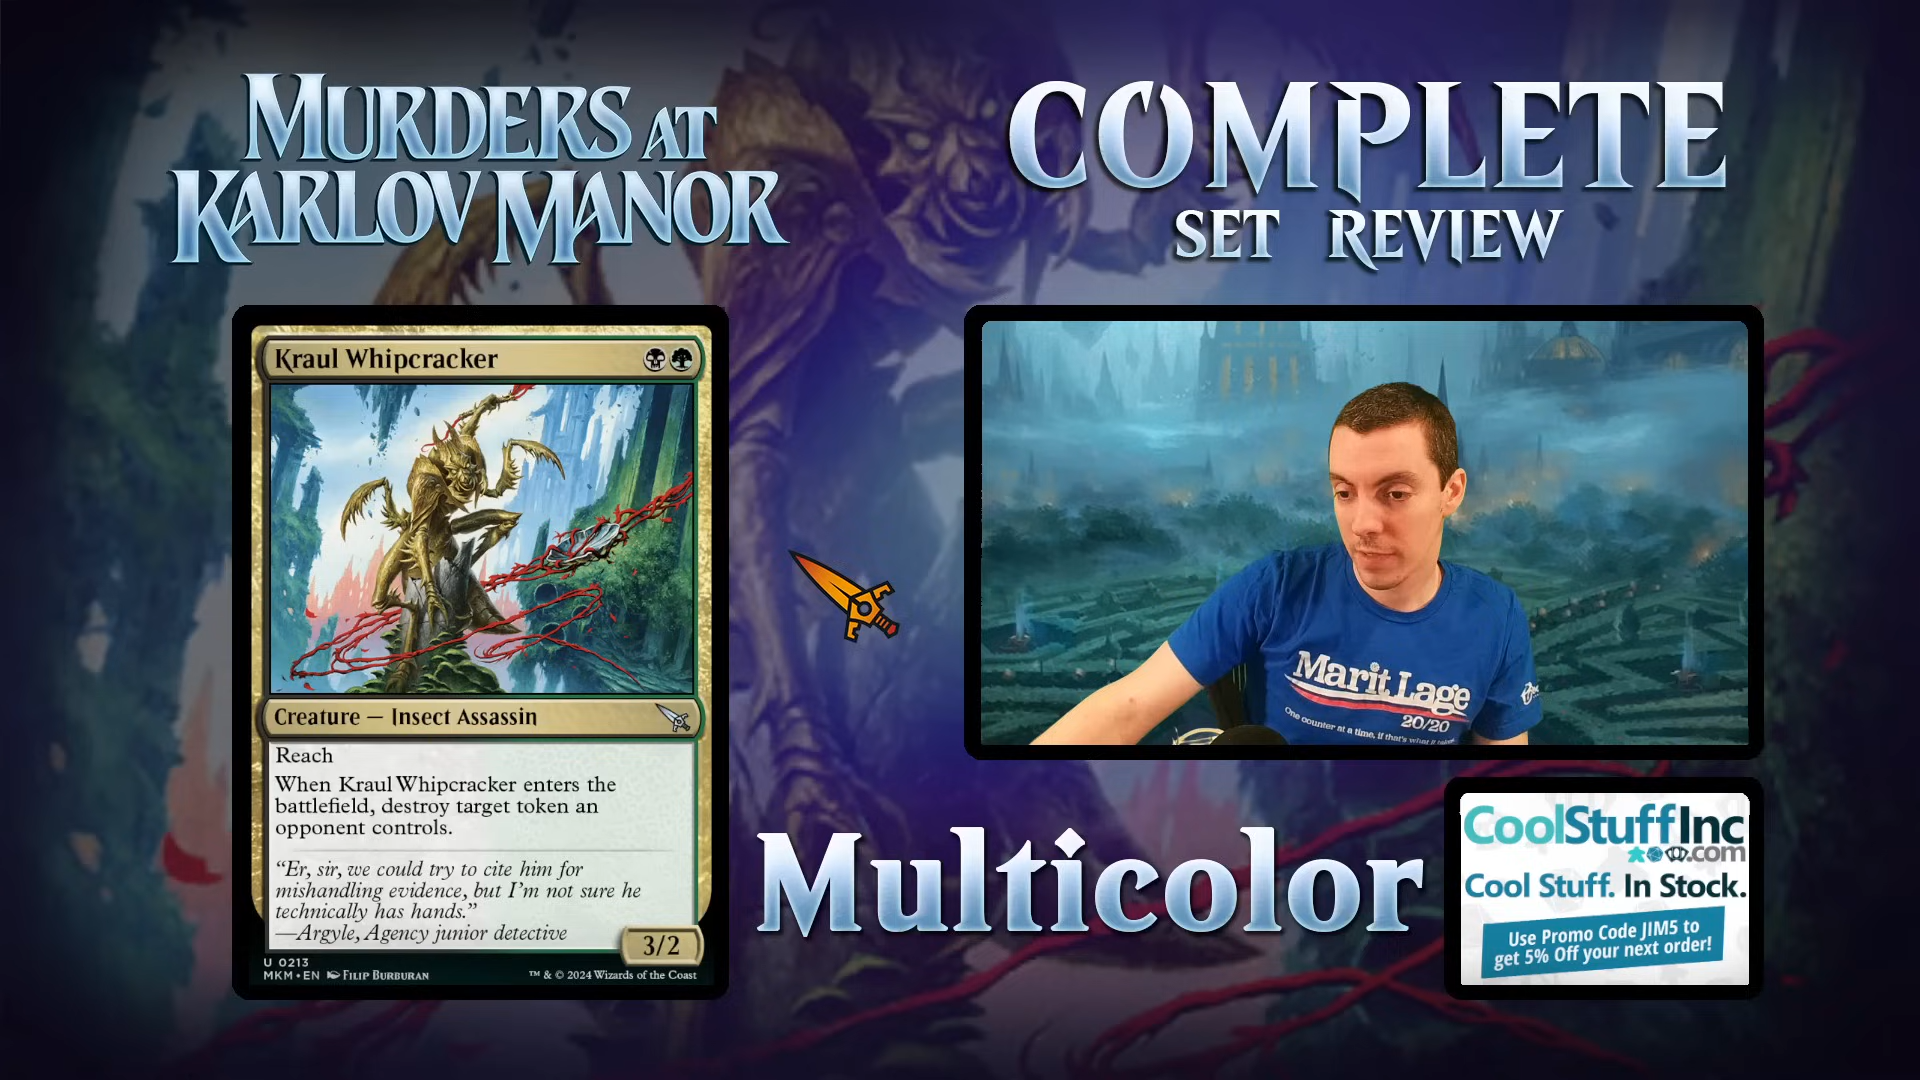 MURDERS AT
KARLOV MANOR
COMPLETE
SET REVIEW
Kraul Whipcracker
Creature — Insect Assassin
Reach
When Kraul Whipcracker enters the
battlefield, destroy target token an
opponent controls.
“Er, sir, we could try to cite him for
mishandling evidence, but I’m not sure he
technically has hands.”
—Argyle, Agency junior detective
3/2
U 0213
MKM • EN FILIP BURBURAN
™ & © 2024 Wizards of the Coast
Marit Lage
20/20
One counter at a time, if that's what it takes
Multicolor
CoolStuffInc
.com
Cool Stuff. In Stock.
Use Promo Code JIM5 to
get 5% Off your next order!